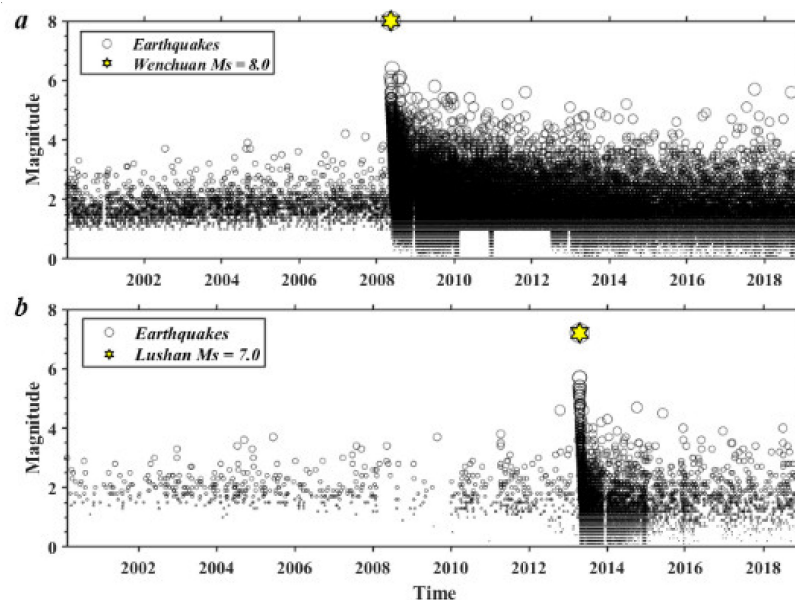 a
8
Earthquakes
Wenchuan Ms = 8.0
6
Magnitude
4
2
0
2002 2004 2006 2008 2010 2012 2014 2016 2018
b
8
Earthquakes
Lushan Ms = 7.0
6
Magnitude
4
2
0
2002 2004 2006 2008 2010 2012 2014 2016 2018
Time